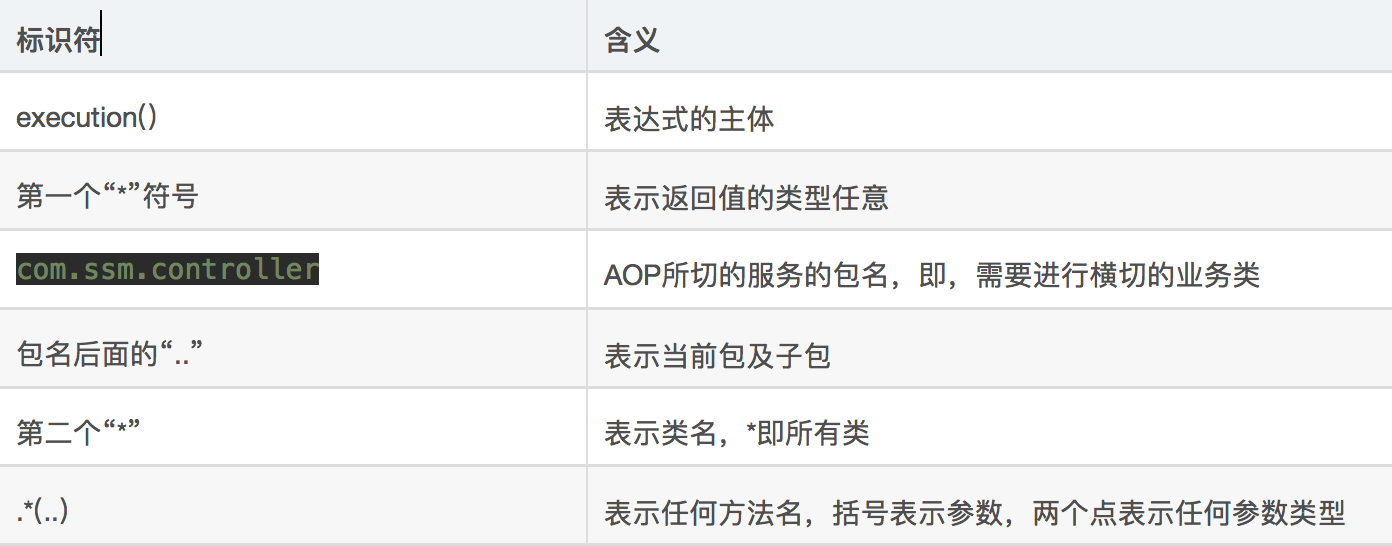 标识符 含义
execution() 表达式的主体
第一个“*”符号 表示返回值的类型任意
com.ssm.controller AOP所切的服务的包名，即，需要进行横切的业务类
包名后面的“..” 表示当前包及子包
第二个“*” 表示类名，*即所有类
.*(..) 表示任何方法名，括号表示参数，两个点表示任何参数类型